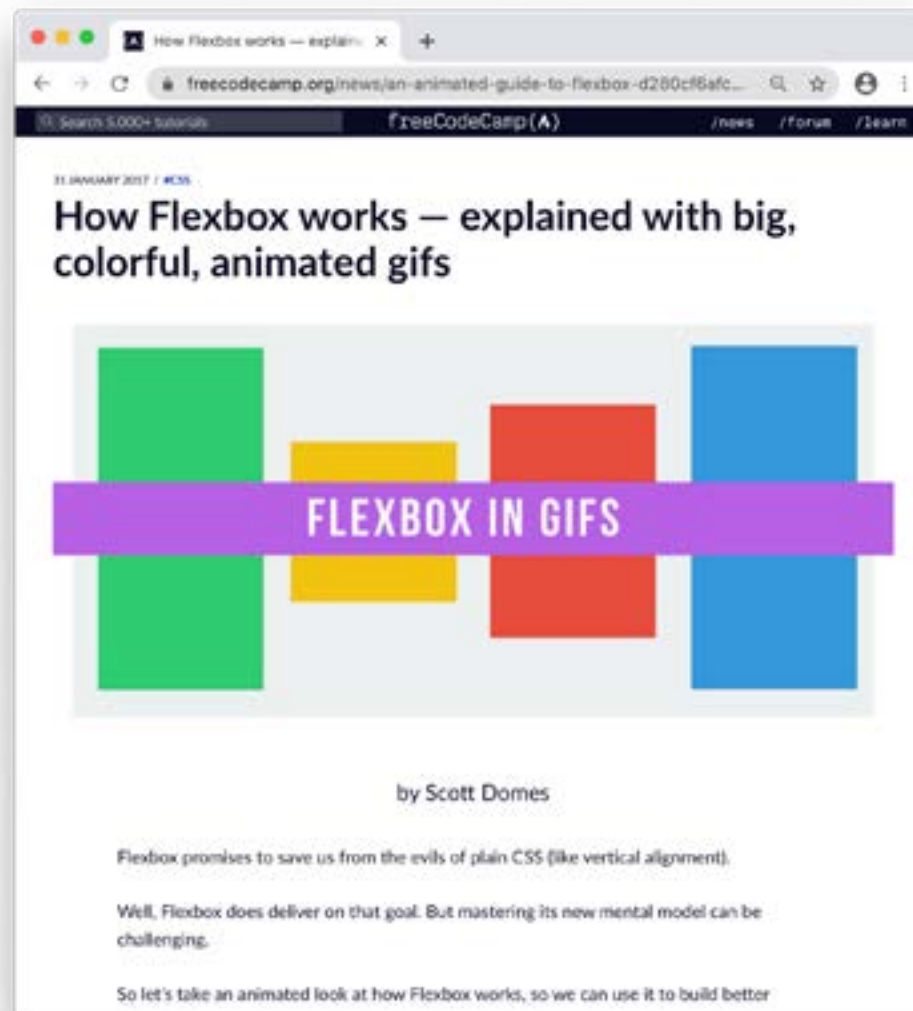 How Flexbox works — explain
freecodecamp.org/news/an-animated-guide-to-flexbox-d280cf6afc...
Search 5,000+ tutorials
freeCodeCamp(A)
/news /forum /learn
31 JANUARY 2017 / #CSS
How Flexbox works — explained with big,
colorful, animated gifs
FLEXBOX IN GIFS
by Scott Domes
Flexbox promises to save us from the evils of plain CSS (like vertical alignment).
Well, Flexbox does deliver on that goal. But mastering its new mental model can be
challenging.
So let's take an animated look at how Flexbox works, so we can use it to build better